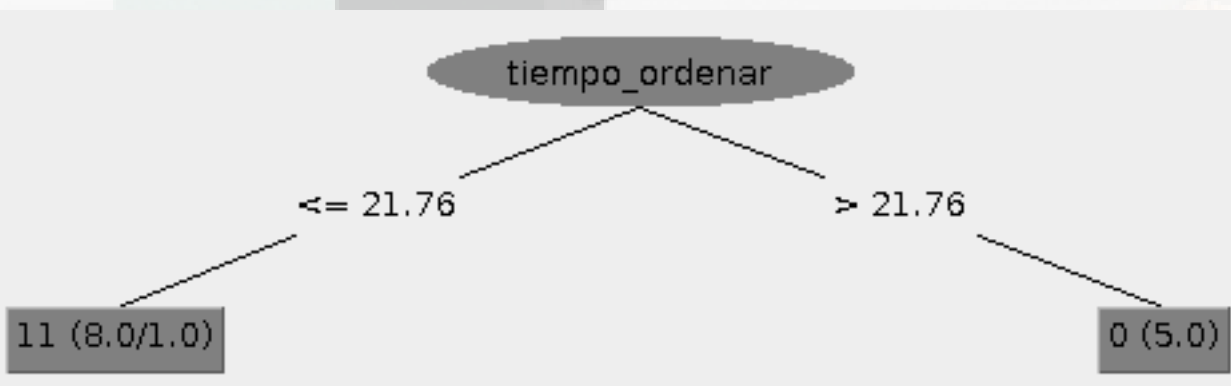 tiempo_ordenar
<= 21.76
> 21.76
11 (8.0/1.0)
0 (5.0)